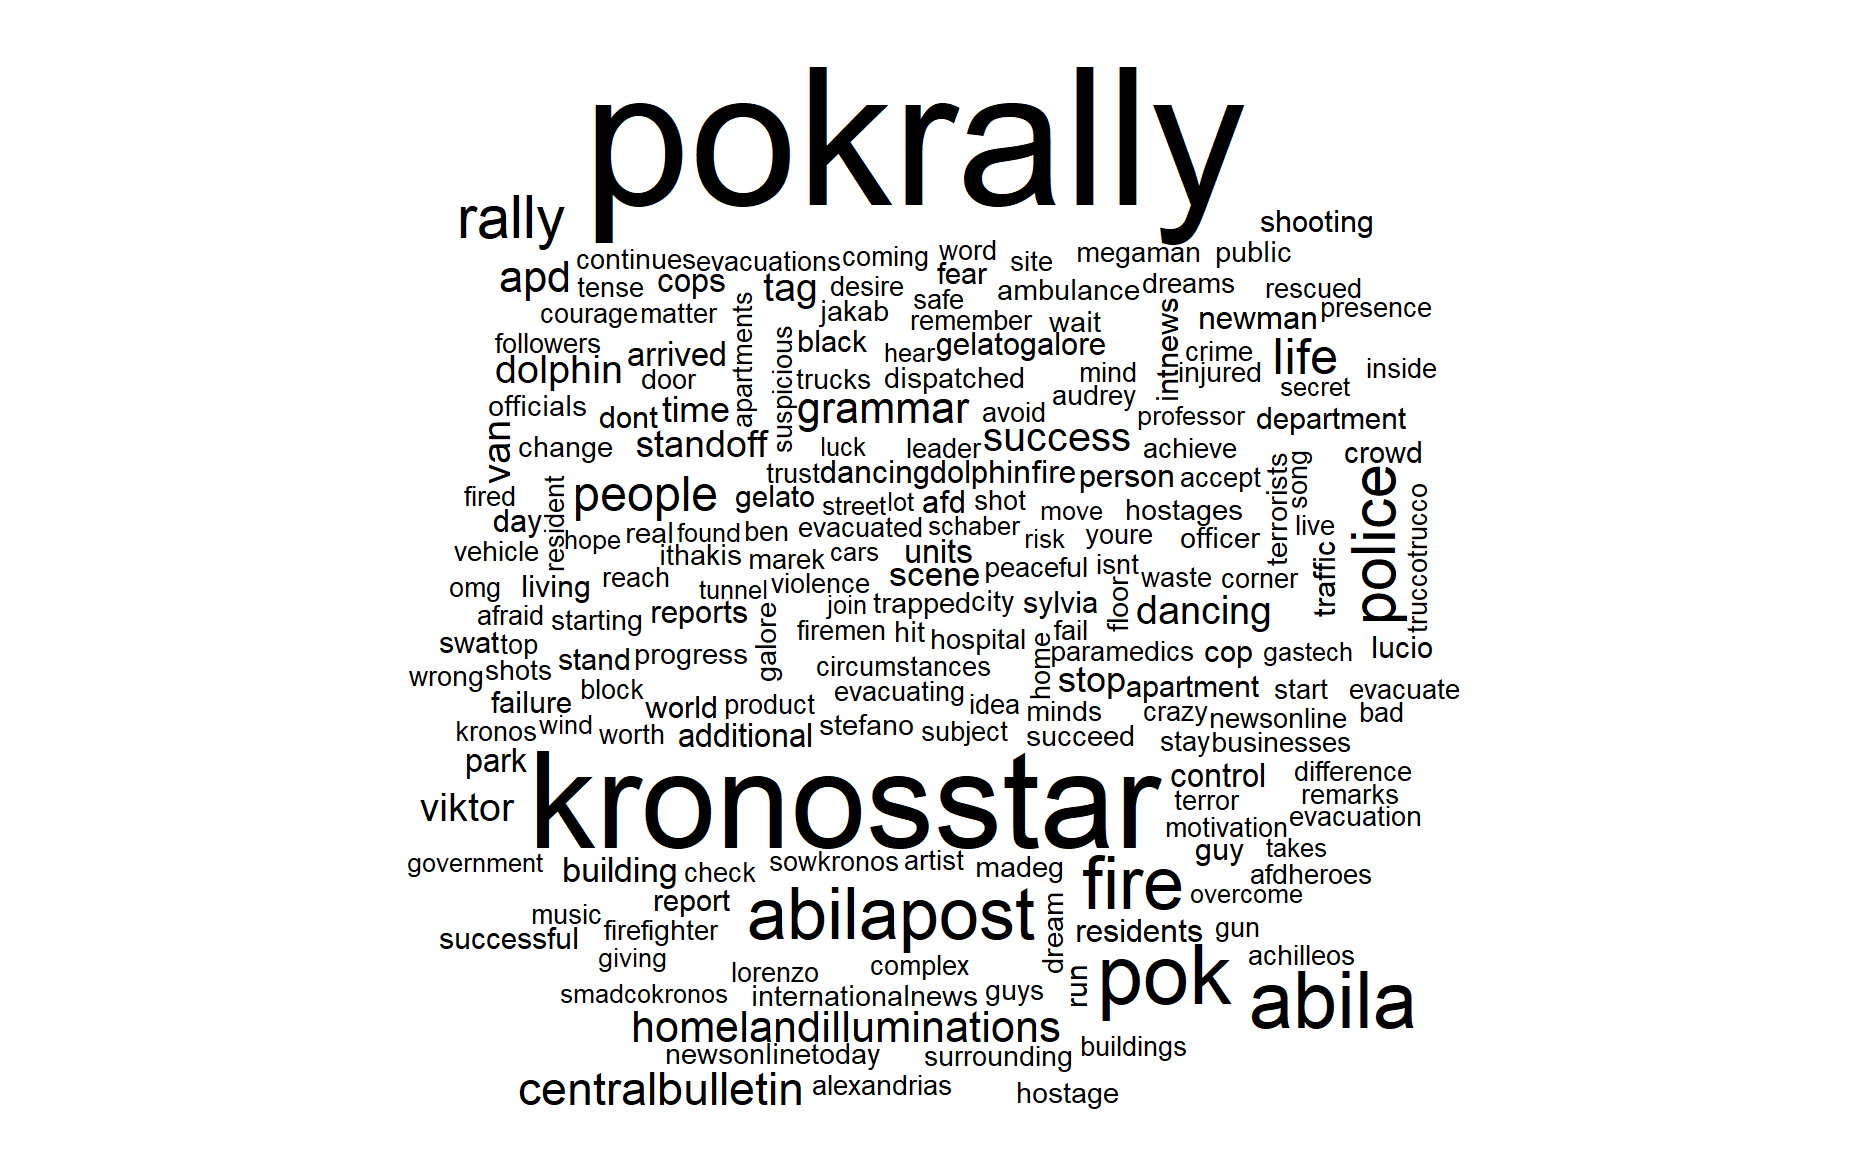 pokrally
rally
shooting
continues evacuations coming word site megaman public
apd tense cops tag desire fear ambulance dreams rescued
courage matter apartments jakab safe remember wait intnews newman presence
followers arrived suspicious black hear gelatogalore crime life
dolphin door trucks dispatched mind injured secret inside
officials dont time grammar avoid audrey professor department
van change standoff luck leader success achieve crowd
trust dancingdolphinfire person accept terrorists song police
fired resident people gelato street lot afd shot move hostages truccotrucco
day hope real found ben evacuated schaber risk youre officer live
vehicle ithakis marek cars units traffic
omg living reach tunnel violence scene peaceful isnt waste corner
afraid starting reports galore join trapped city sylvia floor dancing
swat top firemen hit hospital home fail
wrong shots stand progress circumstances paramedics cop gastech lucio
failure block evacuating idea stop apartment start evacuate
kronos wind world product stefano subject minds crazy newsonline bad
worth additional succeed stay businesses
park kronosstar control difference
viktor terror remarks
motivation evacuation
government building check sowkronos artist madeg guy takes
report abilapost dream fire afdheroes
overcome
music
successful firefighter residents gun
giving lorenzo complex run pok achilleos
smadcokronos internationalnews guys abila
homelandilluminations
newsonlinetoday surrounding buildings
centralbulletin alexandrias hostage